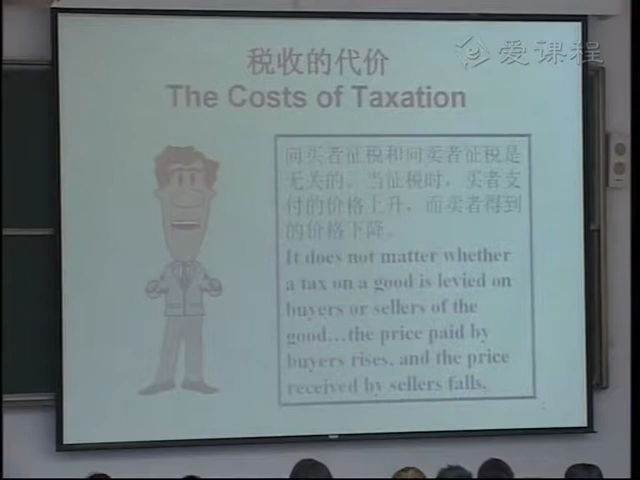 爱课程
税收的代价
The Costs of Taxation
向买者征税和向卖者征税是
无关的。当征税时，买者支
付的价格上升，而卖者得到
的价格下降。
It does not matter whether
a tax on a good is levied on
buyers or sellers of the
good...the price paid by
buyers rises, and the price
received by sellers falls.